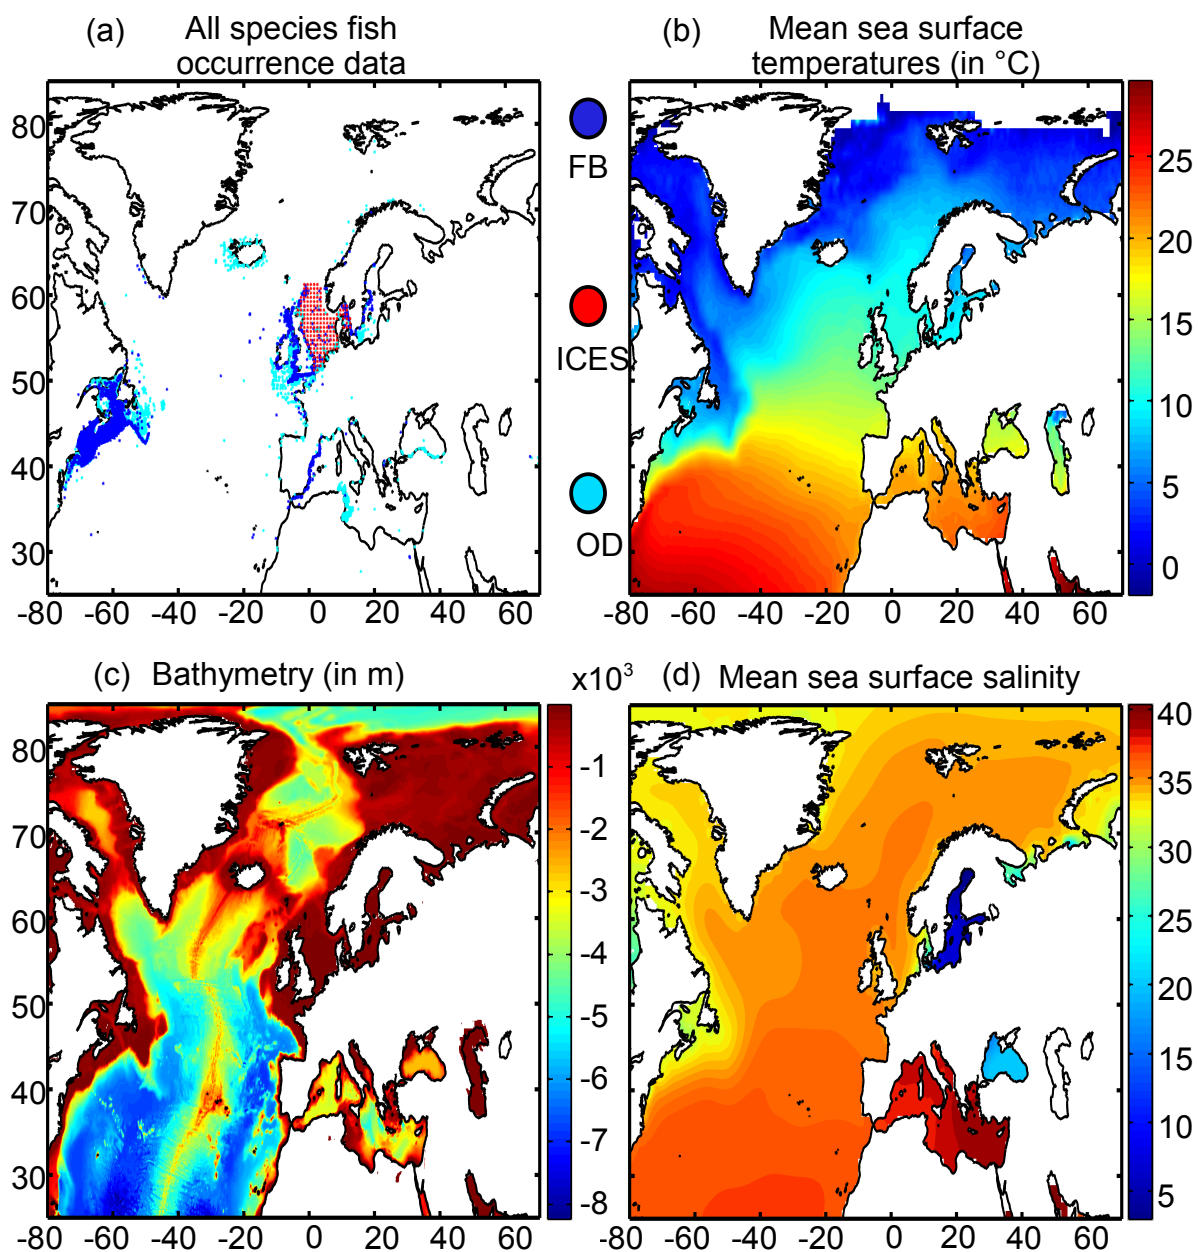 (a) All species fish
occurrence data
(b) Mean sea surface
temperatures (in °C)
80
70
60
50
40
30
-80 -60 -40 -20 0 20 40 60
FB
ICES
OD
-80 -60 -40 -20 0 20 40 60
25
20
15
10
5
0
(c) Bathymetry (in m)
x10³
(d) Mean sea surface salinity
80
70
60
50
40
30
-80 -60 -40 -20 0 20 40 60
-1
-2
-3
-4
-5
-6
-7
-8
-80 -60 -40 -20 0 20 40 60
40
35
30
25
20
15
10
5